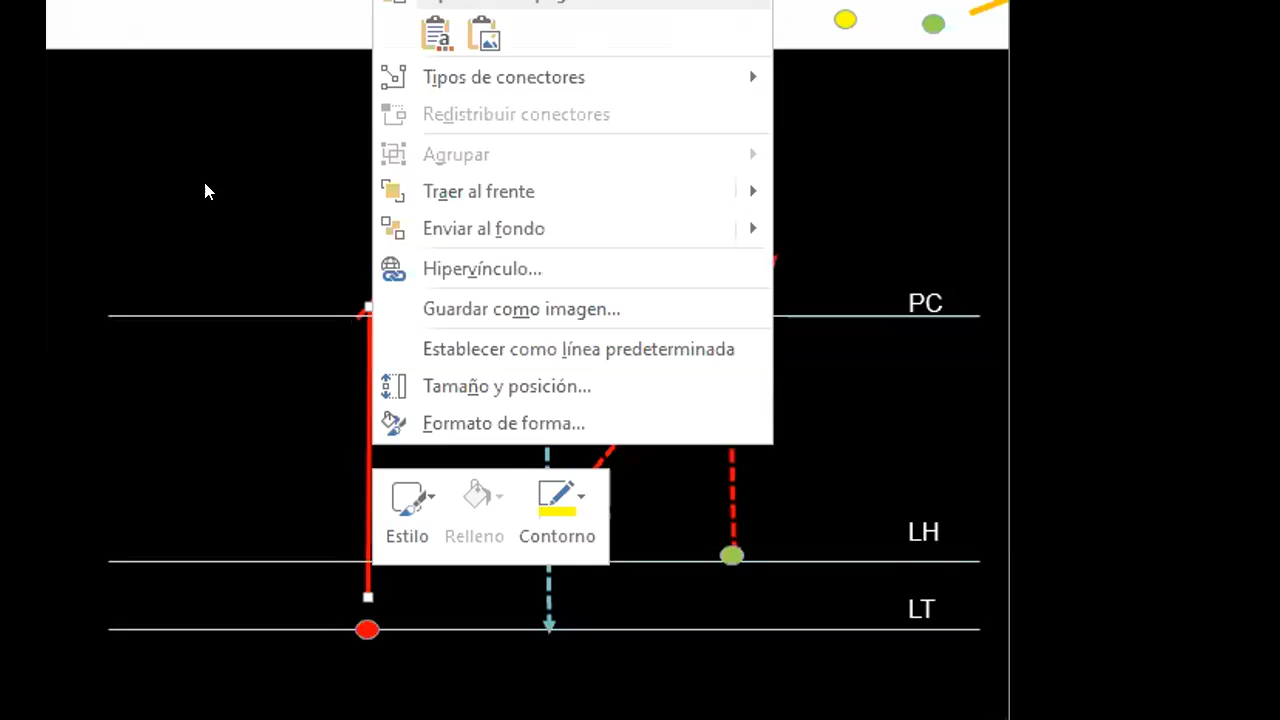 Tipos de conectores
Redistribuir conectores
Agrupar
Traer al frente
Enviar al fondo
Hipervínculo...
PC
Guardar como imagen...
Establecer como línea predeterminada
Tamaño y posición...
Formato de forma...
LH
Estilo Relleno Contorno
LT